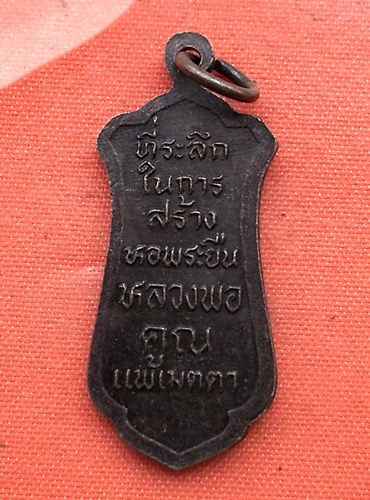 ที่ระลึก
ในการ
สร้าง
หอพระยืน
หลวงพ่อ
คูณ
แผ่เมตตา